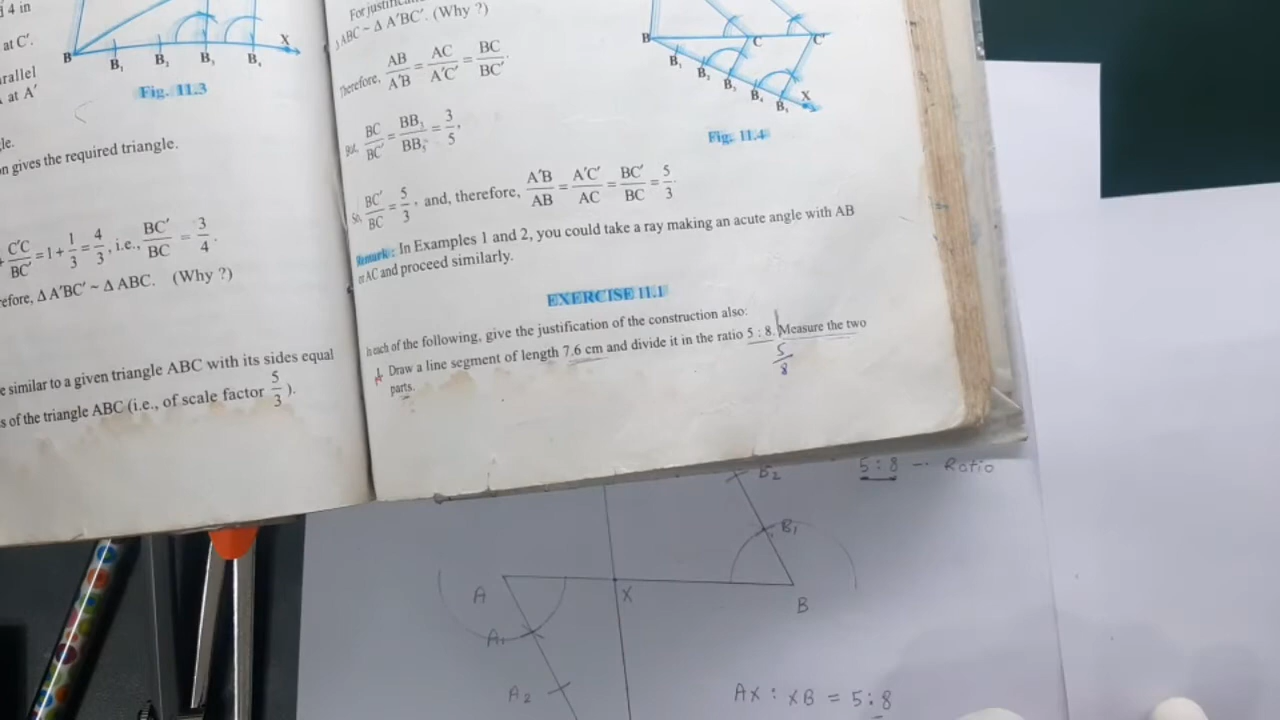 4 in
at C′.
B B₁ B₂ B₃ B₄ X
rallel
at A′
Fig. 11.3
le.
n gives the required triangle.
C′C/BC′ = 1 + 1/3 = 4/3, i.e., BC′/BC = 3/4.
efore, Δ A′BC′ ~ Δ ABC. (Why ?)
e similar to a given triangle ABC with its sides equal
s of the triangle ABC (i.e., of scale factor 5/3).
For justific
ABC ~ Δ A′BC′. (Why ?)
Therefore, AB/A′B = AC/A′C′ = BC/BC′.
But, BC/BC′ = BB₃/BB₅ = 3/5,
So, BC′/BC = 5/3, and, therefore, A′B/AB = A′C′/AC = BC′/BC = 5/3.
B C C′
B₁ B₂ B₃ B₄ B₅ X
Fig. 11.4
Remark : In Examples 1 and 2, you could take a ray making an acute angle with AB
or AC and proceed similarly.
EXERCISE 11.1
In each of the following, give the justification of the construction also:
1. Draw a line segment of length 7.6 cm and divide it in the ratio 5 : 8. Measure the two
parts.
5/8
B₂ 5 : 8 -- Ratio
B₁
A X B
A₁
A₂ AX : XB = 5:8